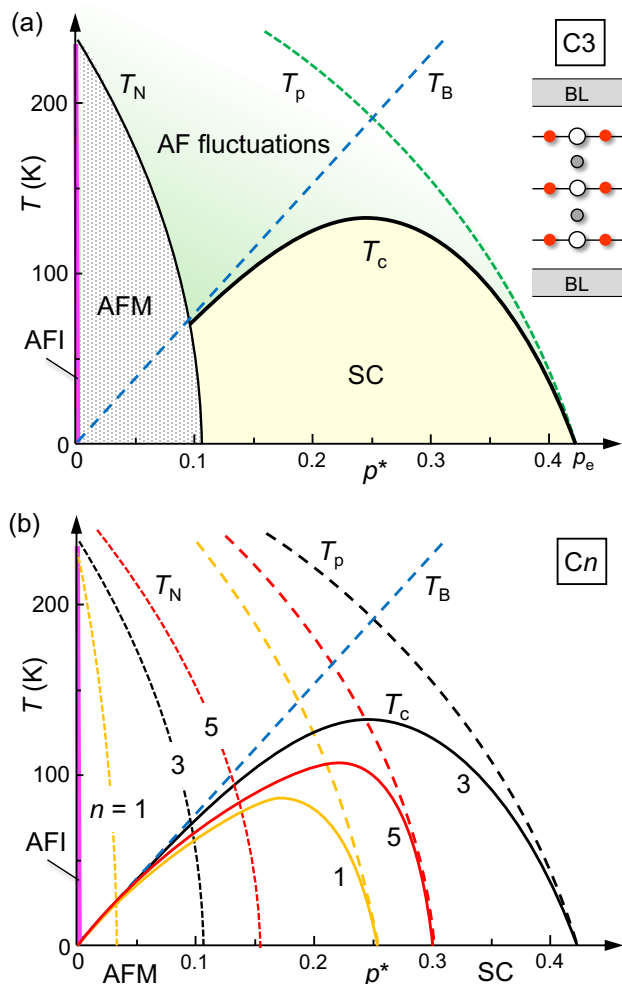 (a)
C3
T_N
T_p
T_B
BL
200
AF fluctuations
T (K)
T_c
100
AFM
BL
AFI
SC
0
0
0.1
0.2
p*
0.3
0.4
p_e
(b)
Cn
T_p
T_N
T_B
200
T (K)
T_c
5
3
3
100
n = 1
5
1
AFI
0
0
0.1
0.2
0.3
0.4
AFM
p*
SC